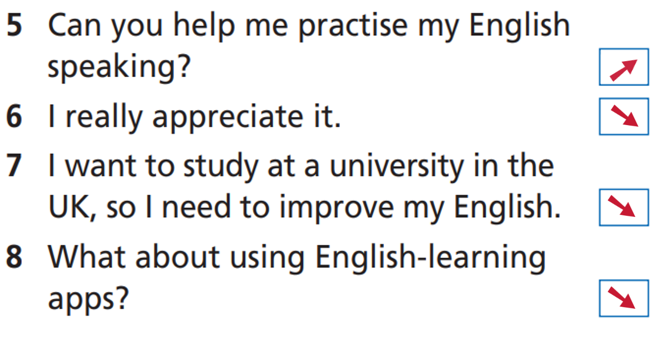 5 Can you help me practise my English
speaking?
6 I really appreciate it.
7 I want to study at a university in the
UK, so I need to improve my English.
8 What about using English-learning
apps?